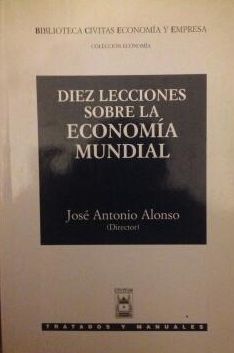 BIBLIOTECA CIVITAS ECONOMÍA Y EMPRESA
COLECCIÓN ECONOMÍA
DIEZ LECCIONES
SOBRE LA
ECONOMÍA
MUNDIAL
José Antonio Alonso
(Director)
TRATADOS Y MANUALES